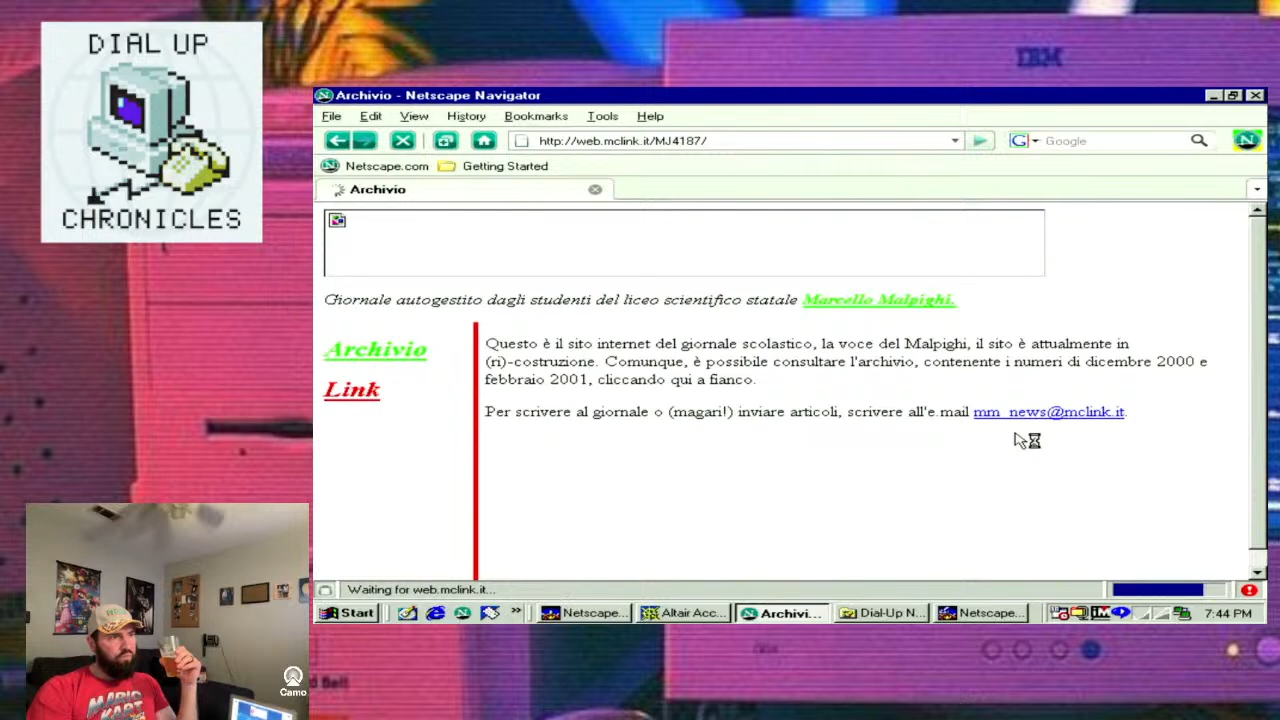 DIAL UP
CHRONICLES
IBM
Archivio - Netscape Navigator
File Edit View History Bookmarks Tools Help
http://web.mclink.it/MJ4187/
G Google
N
Netscape.com Getting Started
Archivio
Giornale autogestito dagli studenti del liceo scientifico statale Marcello Malpighi.
Archivio
Link
Questo è il sito internet del giornale scolastico, la voce del Malpighi, il sito è attualmente in
(ri)-costruzione. Comunque, è possibile consultare l'archivio, contenente i numeri di dicembre 2000 e
febbraio 2001, cliccando qui a fianco.
Per scrivere al giornale o (magari!) inviare articoli, scrivere all'e.mail mm_news@mclink.it.
Waiting for web.mclink.it...
Start Netscape... Altair Acc... Archivi... Dial-Up N... Netscape... 7:44 PM
MARIO
KART
Camo
Bell